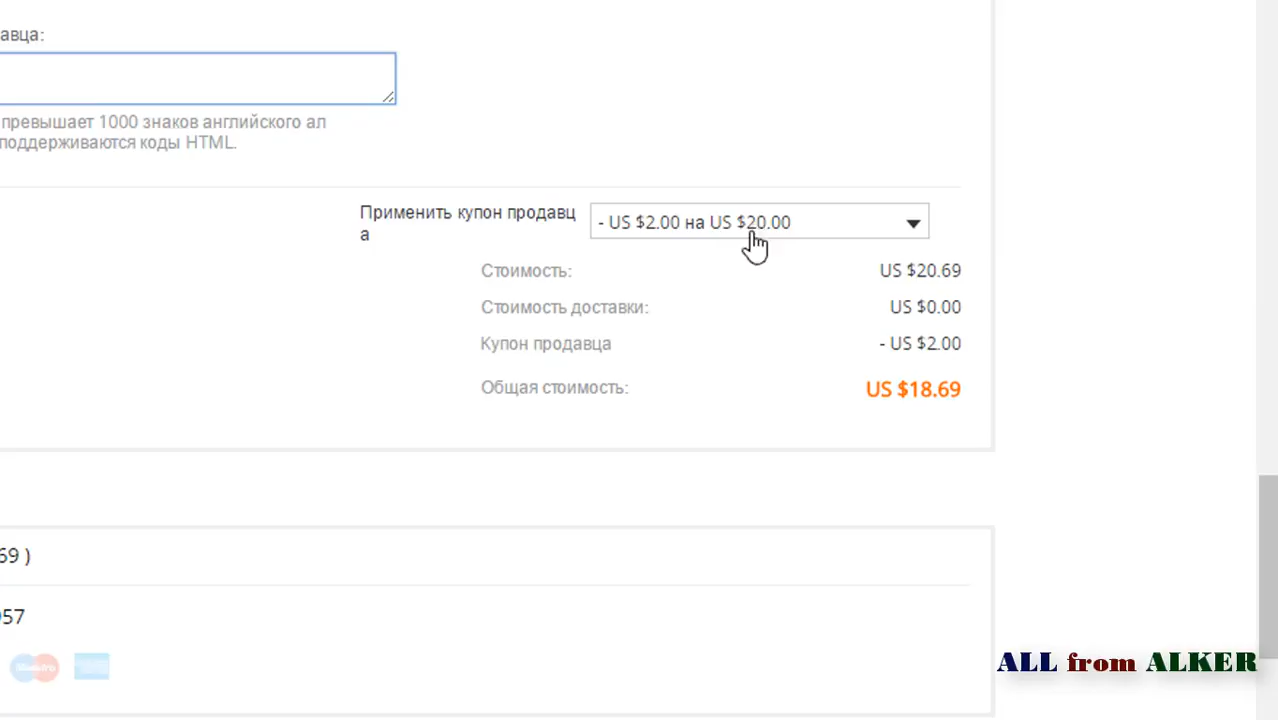 авца:
превышает 1000 знаков английского ал
поддерживаются коды HTML.
Применить купон продавц
а
- US $2.00 на US $20.00
Стоимость: US $20.69
Стоимость доставки: US $0.00
Купон продавца - US $2.00
Общая стоимость: US $18.69
69 )
957
Maestro
ALL from ALKER